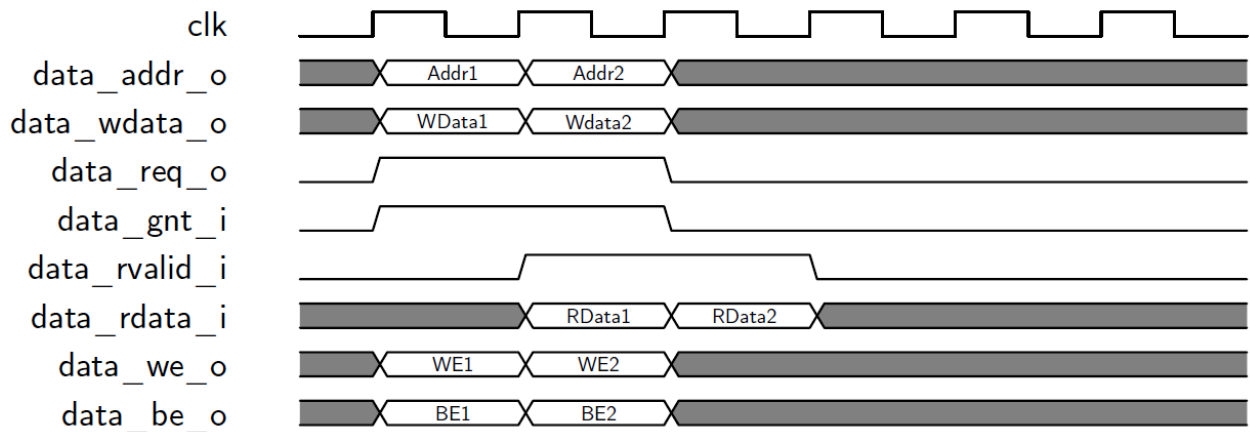 clk
data_addr_o Addr1 Addr2
data_wdata_o WData1 Wdata2
data_req_o
data_gnt_i
data_rvalid_i
data_rdata_i RData1 RData2
data_we_o WE1 WE2
data_be_o BE1 BE2